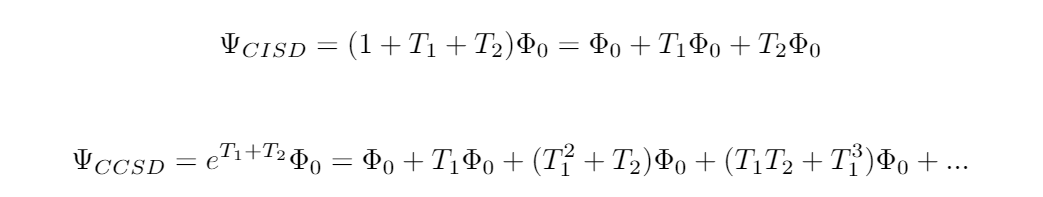 Ψ_{CISD} = (1 + T_1 + T_2)Φ_0 = Φ_0 + T_1Φ_0 + T_2Φ_0
Ψ_{CCSD} = e^{T_1+T_2}Φ_0 = Φ_0 + T_1Φ_0 + (T_1^2 + T_2)Φ_0 + (T_1T_2 + T_1^3)Φ_0 + ...